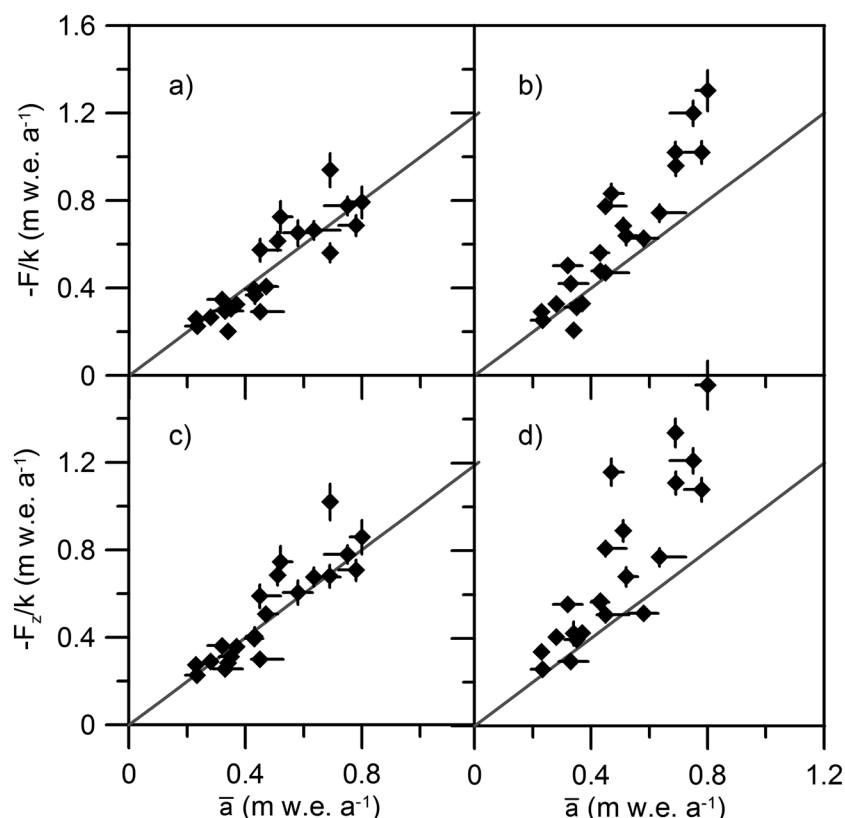 1.6
1.2
0.8
0.4
0
-F/k (m w.e. a⁻¹)
a)
b)
1.2
0.8
0.4
0
-F_z/k (m w.e. a⁻¹)
c)
d)
0 0.4 0.8 0 0.4 0.8 1.2
a̅ (m w.e. a⁻¹) a̅ (m w.e. a⁻¹)